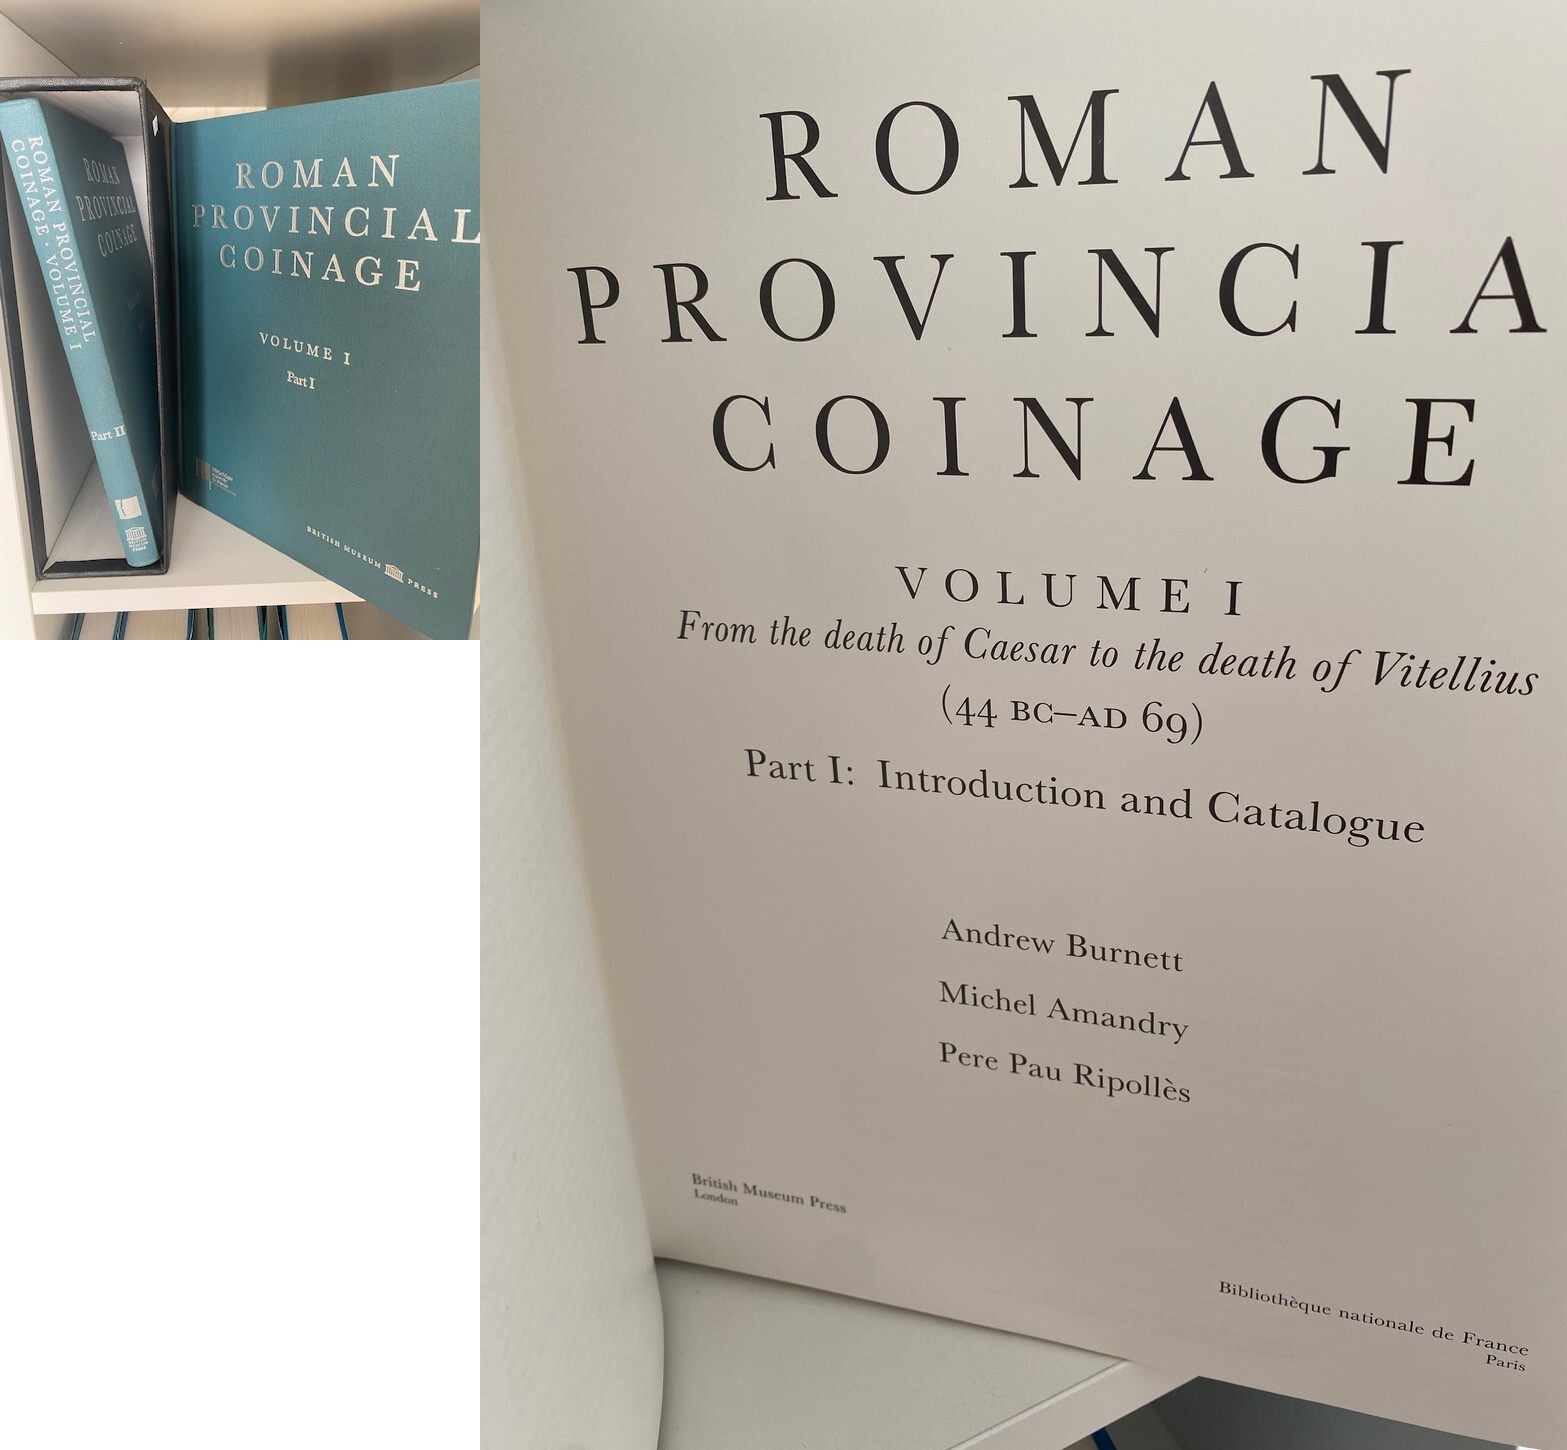 ROMAN PROVINCIAL
COINAGE · VOLUME I
Part II
ROMAN
PROVINCIAL
COINAGE
ROMAN
PROVINCIAL
COINAGE
VOLUME I
Part I
BRITISH MUSEUM PRESS
ROMAN
PROVINCIA
COINAGE
VOLUME I
From the death of Caesar to the death of Vitellius
(44 BC–AD 69)
Part I: Introduction and Catalogue
Andrew Burnett
Michel Amandry
Pere Pau Ripollès
British Museum Press
London
Bibliothèque nationale de France
Paris